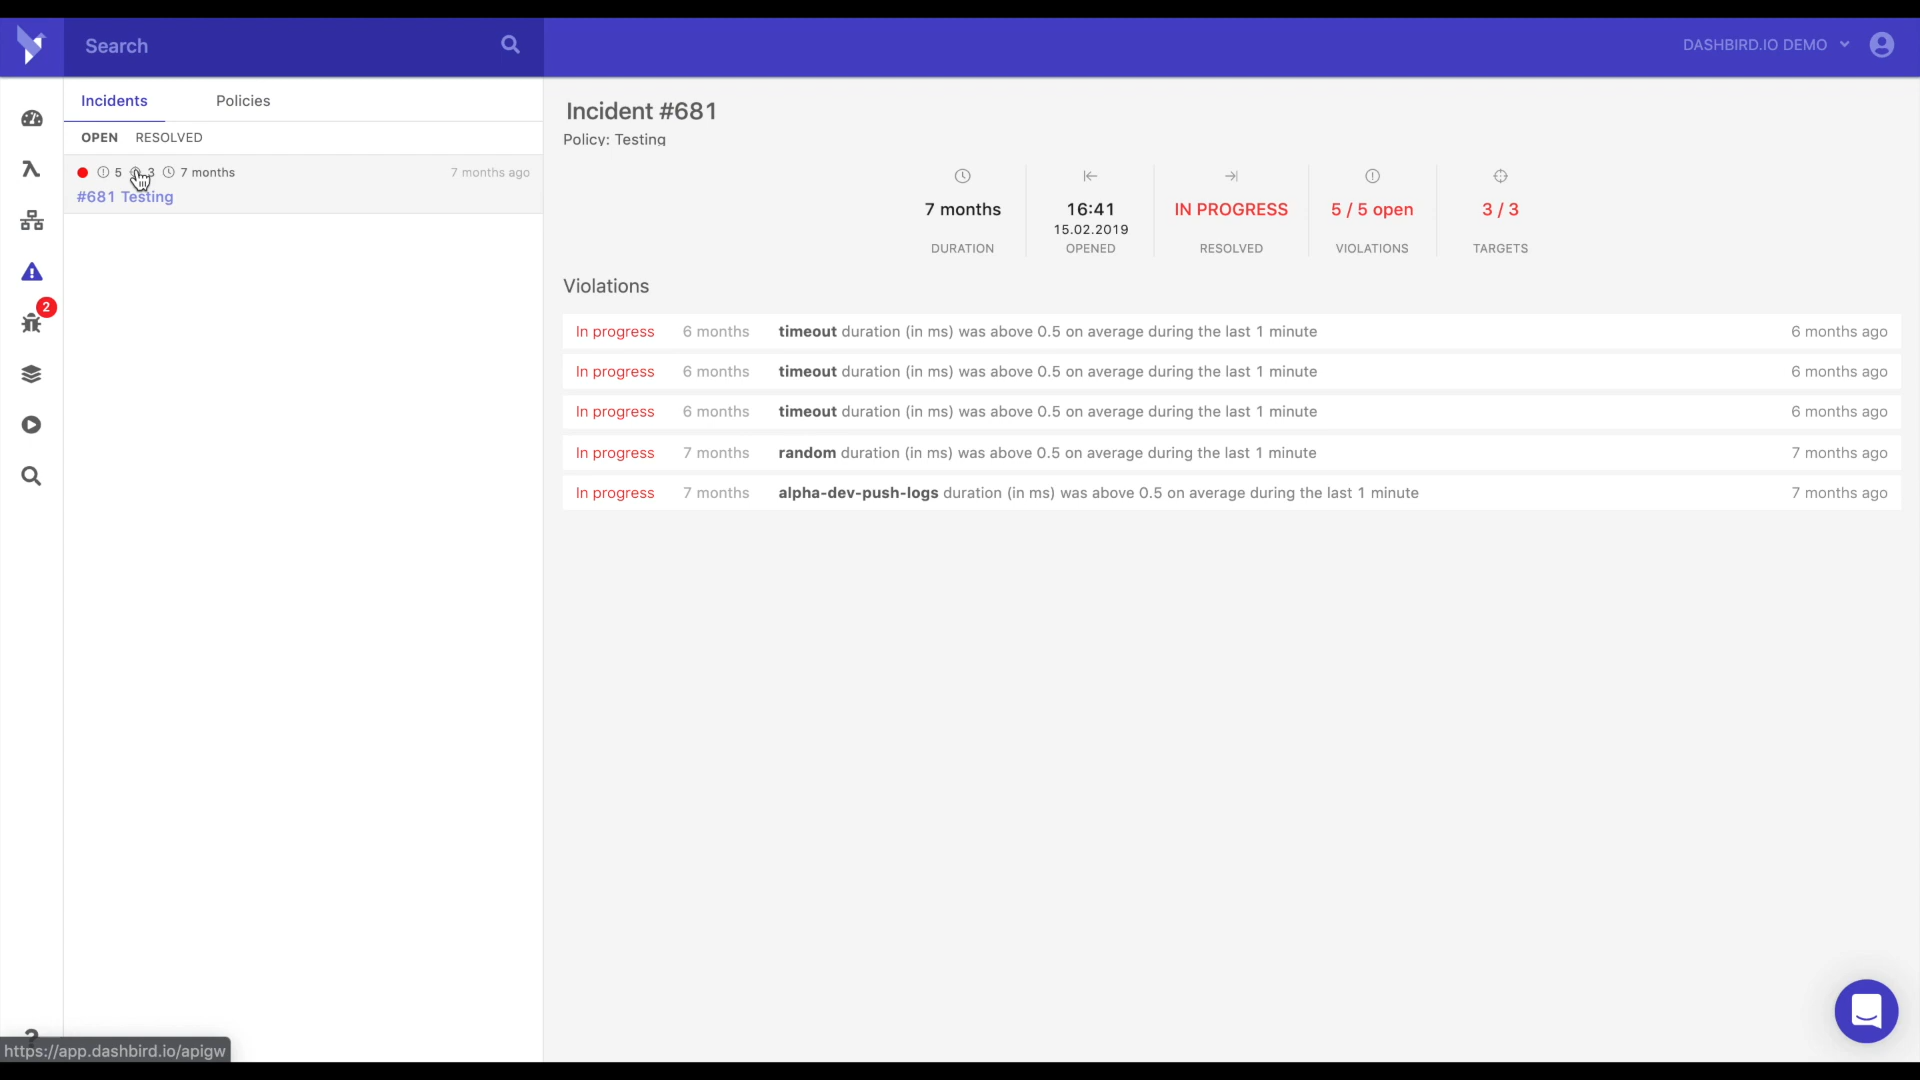 Search
DASHBIRD.IO DEMO
Incidents Policies
OPEN RESOLVED
5 3 7 months 7 months ago
#681 Testing
2
Incident #681
Policy: Testing
7 months
DURATION
16:41
15.02.2019
OPENED
IN PROGRESS
RESOLVED
5 / 5 open
VIOLATIONS
3 / 3
TARGETS
Violations
In progress 6 months timeout duration (in ms) was above 0.5 on average during the last 1 minute 6 months ago
In progress 6 months timeout duration (in ms) was above 0.5 on average during the last 1 minute 6 months ago
In progress 6 months timeout duration (in ms) was above 0.5 on average during the last 1 minute 6 months ago
In progress 7 months random duration (in ms) was above 0.5 on average during the last 1 minute 7 months ago
In progress 7 months alpha-dev-push-logs duration (in ms) was above 0.5 on average during the last 1 minute 7 months ago
?
https://app.dashbird.io/apigw